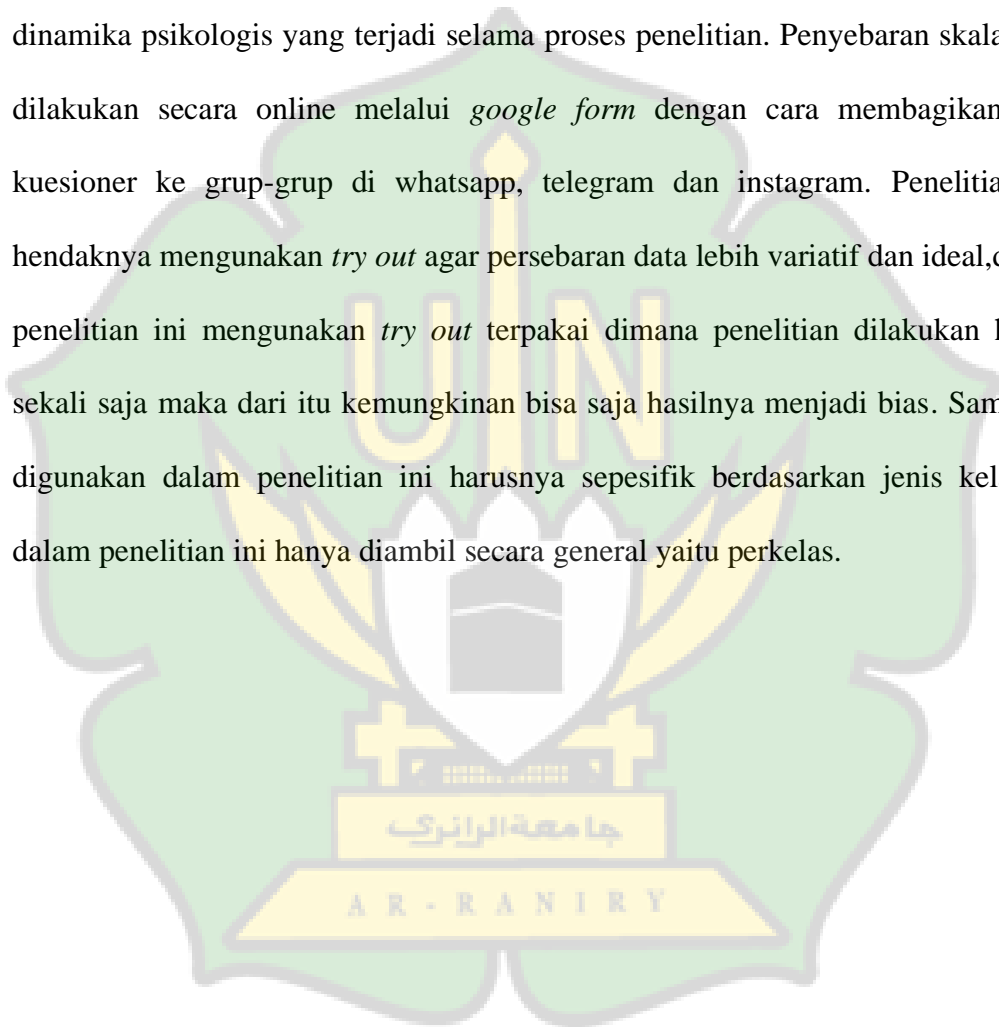 dinamika psikologis yang terjadi selama proses penelitian. Penyebaran skala
dilakukan secara online melalui google form dengan cara membagikan
kuesioner ke grup-grup di whatsapp, telegram dan instagram. Penelitia
hendaknya mengunakan try out agar persebaran data lebih variatif dan ideal,
penelitian ini mengunakan try out terpakai dimana penelitian dilakukan
sekali saja maka dari itu kemungkinan bisa saja hasilnya menjadi bias. Sam
digunakan dalam penelitian ini harusnya sepesifik berdasarkan jenis kel
dalam penelitian ini hanya diambil secara general yaitu perkelas.
UIN
جامعة الرانري
AR-RANIRY